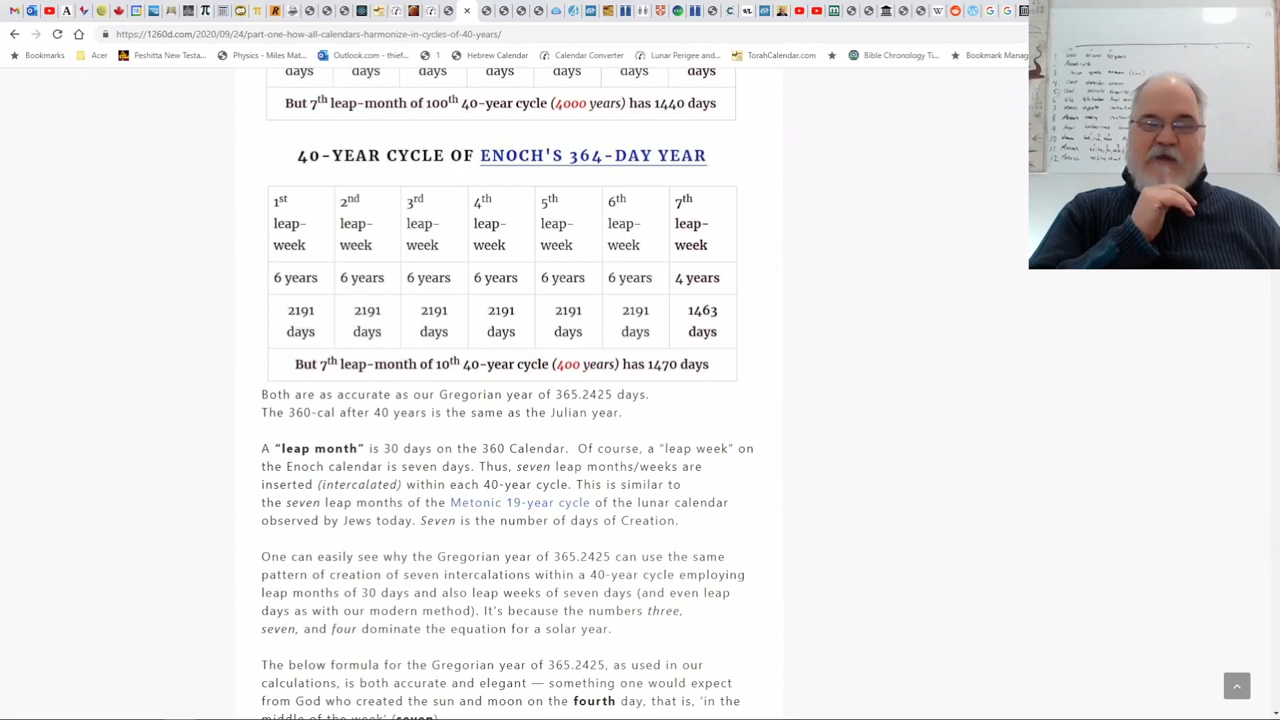 https://1260d.com/2020/09/24/part-one-how-all-calendars-harmonize-in-cycles-of-40-years/
Bookmarks Acer Peshitta New Testa... Physics - Miles Mat... Outlook.com - thief... 1 Hebrew Calendar Calendar Converter Lunar Perigee and... TorahCalendar.com Bible Chronology Ti... Bookmark Manager
days days days days days days days
But 7th leap-month of 100th 40-year cycle (4000 years) has 1440 days
40-YEAR CYCLE OF ENOCH'S 364-DAY YEAR
1st 2nd 3rd 4th 5th 6th 7th
leap- leap- leap- leap- leap- leap- leap-
week week week week week week week
6 years 6 years 6 years 6 years 6 years 6 years 4 years
2191 2191 2191 2191 2191 2191 1463
days days days days days days days
But 7th leap-month of 10th 40-year cycle (400 years) has 1470 days
Both are as accurate as our Gregorian year of 365.2425 days.
The 360-cal after 40 years is the same as the Julian year.
A “leap month” is 30 days on the 360 Calendar. Of course, a “leap week” on
the Enoch calendar is seven days. Thus, seven leap months/weeks are
inserted (intercalated) within each 40-year cycle. This is similar to
the seven leap months of the Metonic 19-year cycle of the lunar calendar
observed by Jews today. Seven is the number of days of Creation.
One can easily see why the Gregorian year of 365.2425 can use the same
pattern of creation of seven intercalations within a 40-year cycle employing
leap months of 30 days and also leap weeks of seven days (and even leap
days as with our modern method). It’s because the numbers three,
seven, and four dominate the equation for a solar year.
The below formula for the Gregorian year of 365.2425, as used in our
calculations, is both accurate and elegant — something one would expect
from God who created the sun and moon on the fourth day, that is, ‘in the
middle of the week’ (seven)